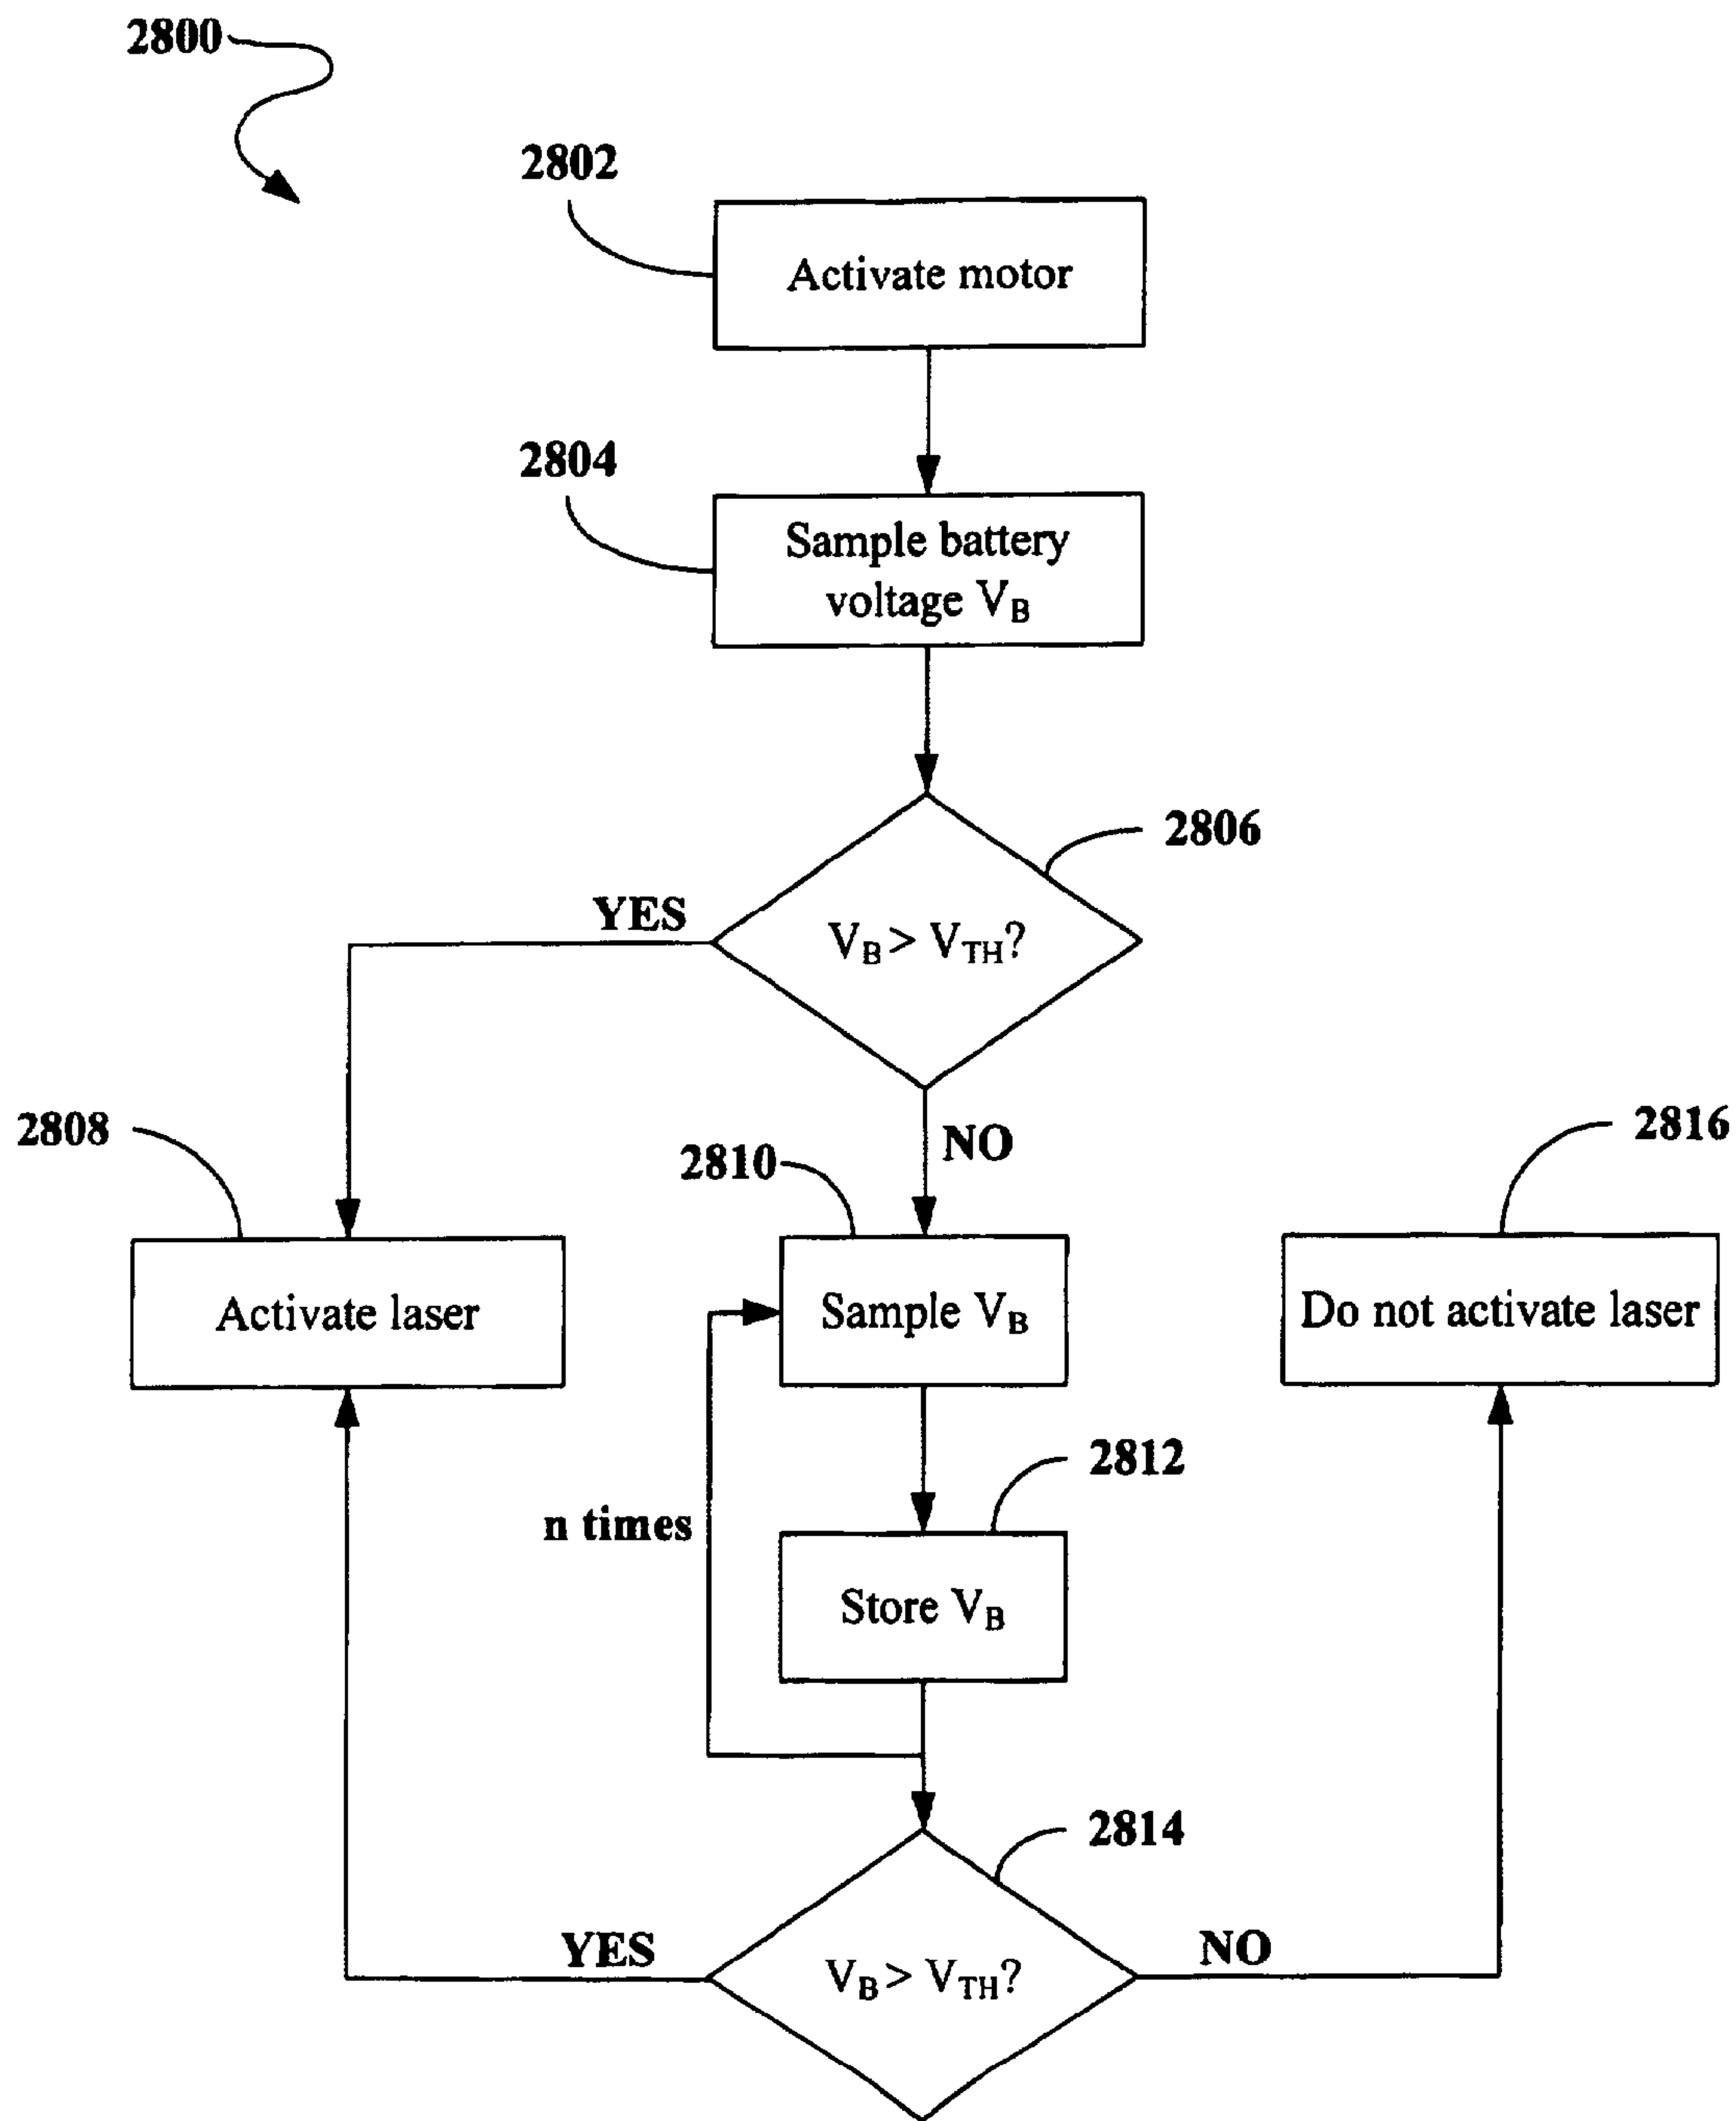 2800
2802
Activate motor
2804
Sample battery
voltage V_B
2806
YES
V_B > V_TH?
NO
2808
2810
2816
Activate laser
Sample V_B
Do not activate laser
2812
n times
Store V_B
2814
YES
V_B > V_TH?
NO